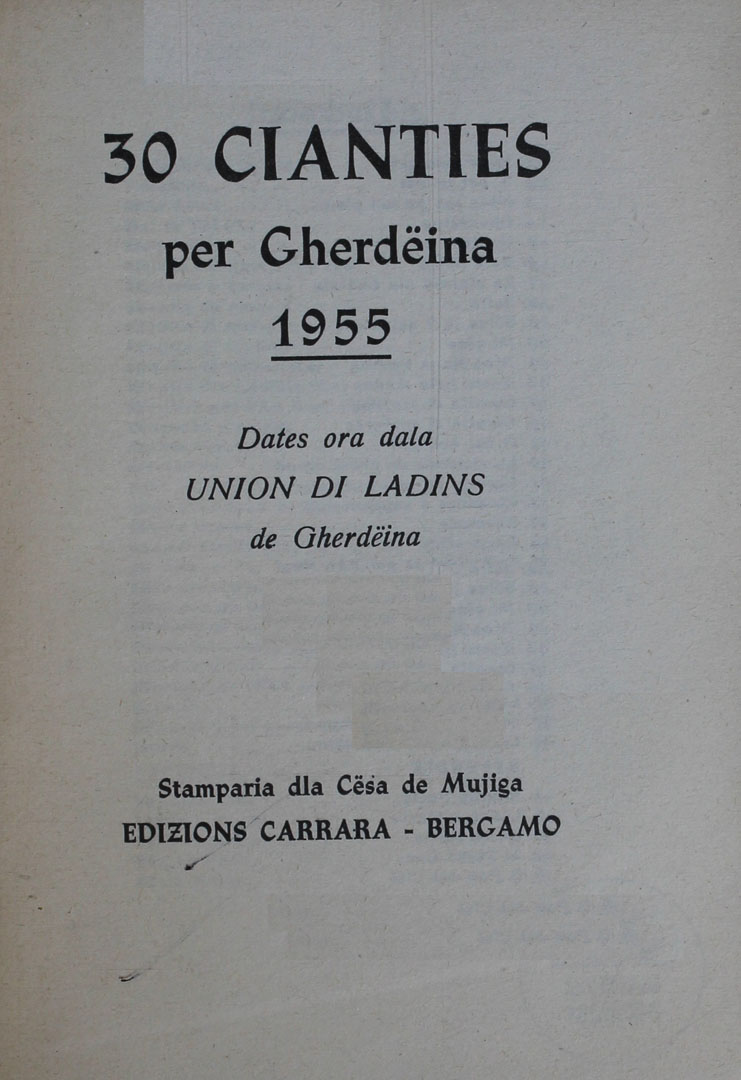 30 CIANTIES
per Gherdëina
1955
Dates ora dala
UNION DI LADINS
de Gherdëina
Stamparia dla Cësa de Mujiga
EDIZIONS CARRARA - BERGAMO